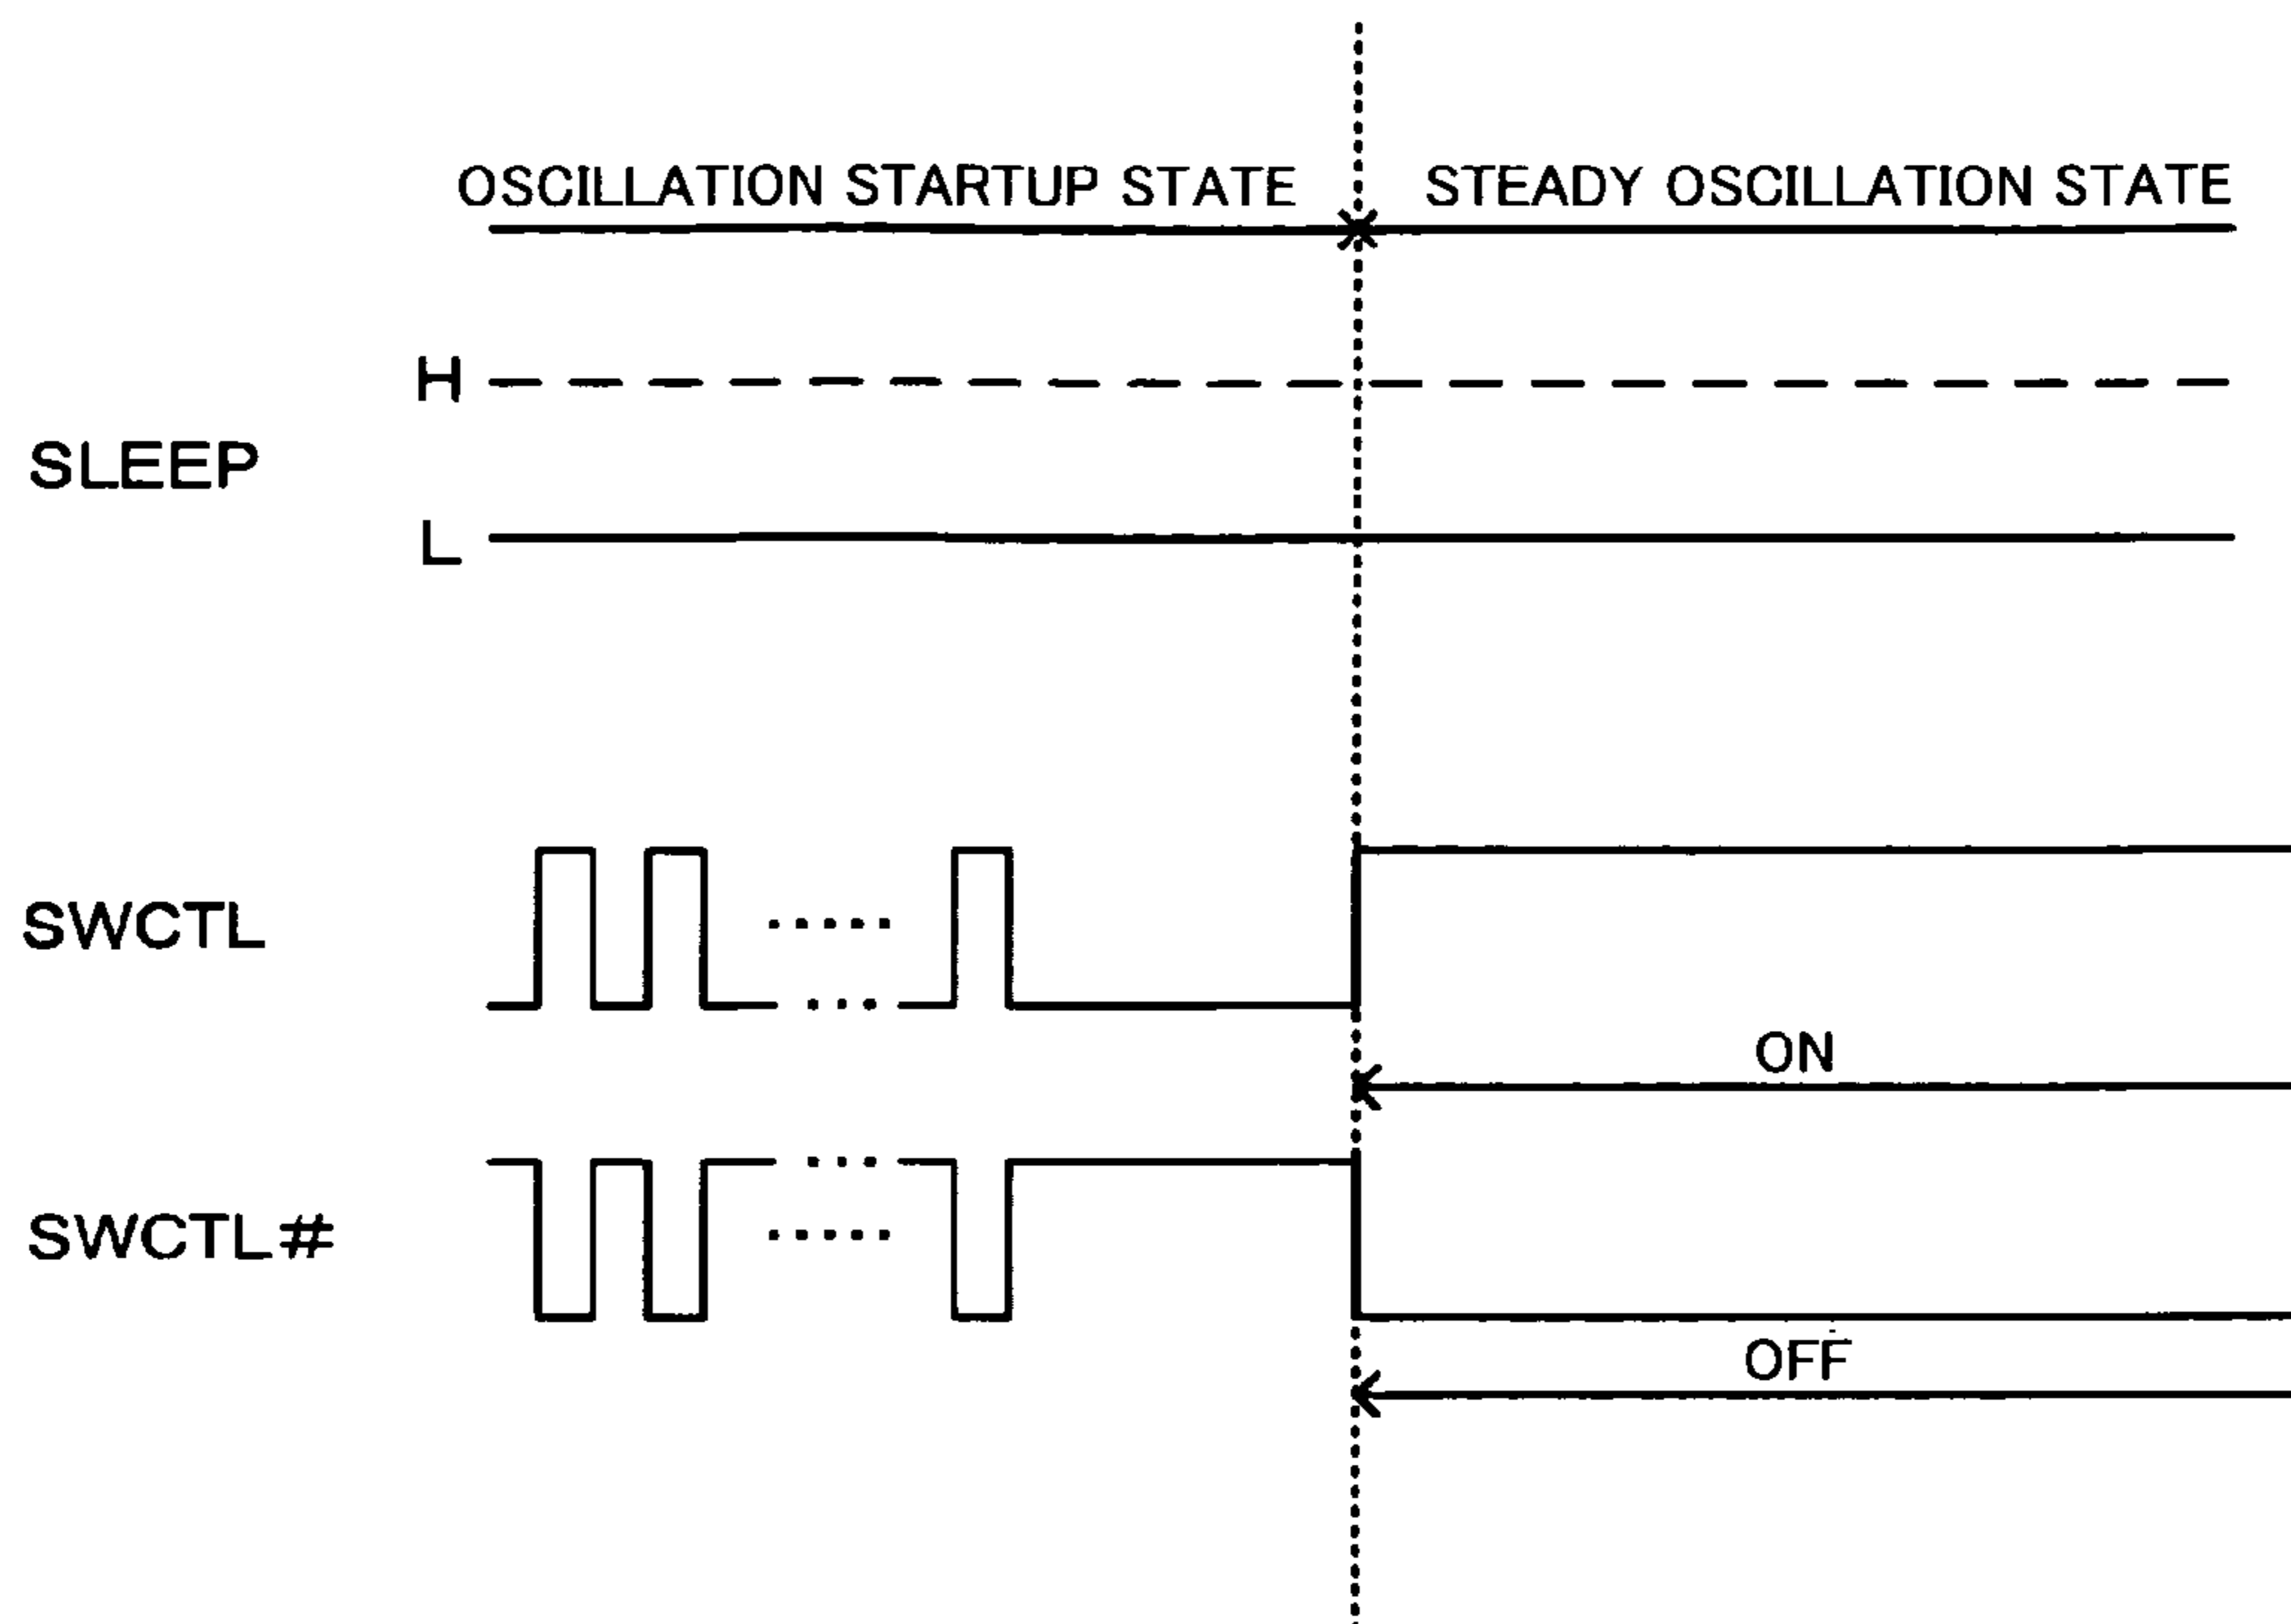 OSCILLATION STARTUP STATE STEADY OSCILLATION STATE
H
SLEEP
L
SWCTL
ON
SWCTL#
OFF